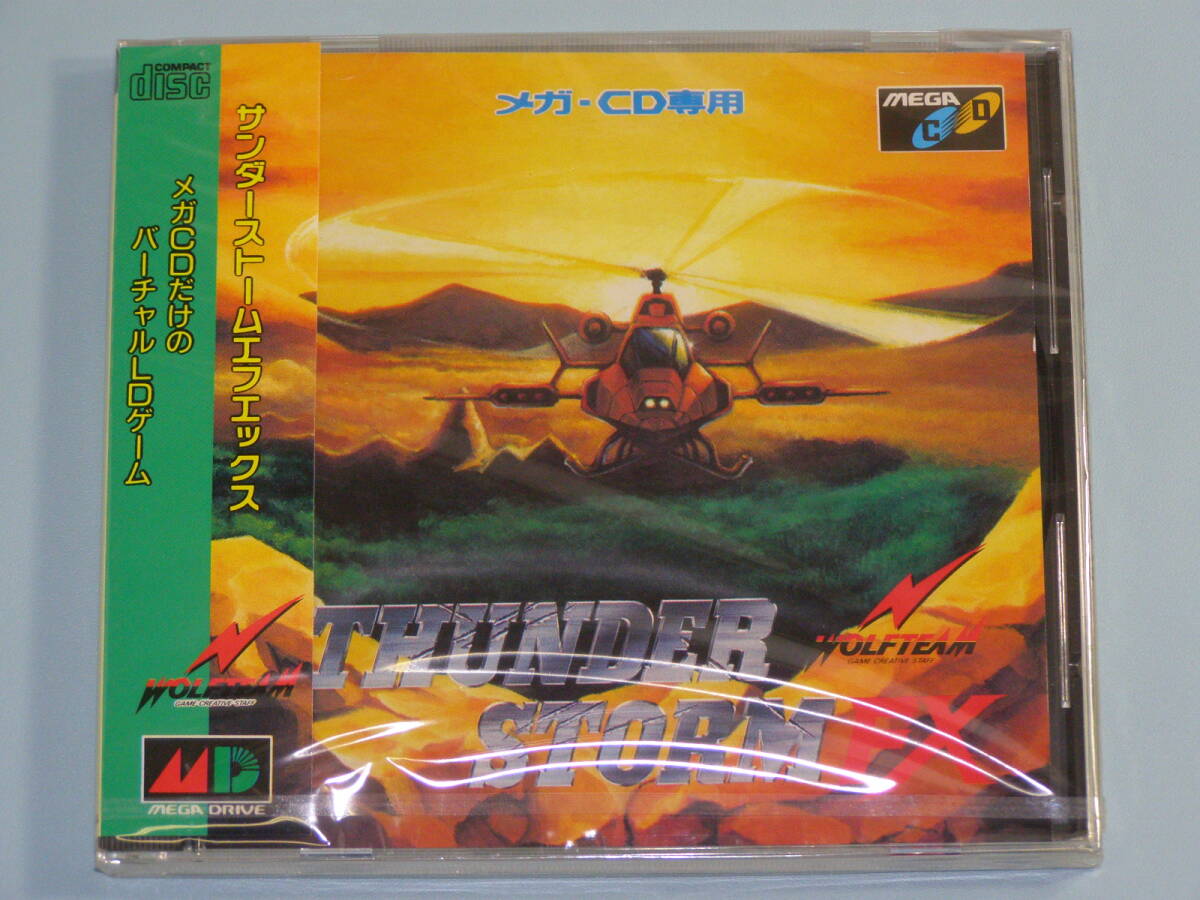 COMPACT
disc
サンダーストームエフエックス
メガCDだけの
バーチャルLDゲーム
WOLFTEAM
GAME CREATIVE STAFF
MD
MEGA DRIVE
メガ-CD専用
MEGA
CD
THUNDER
STORM FX
WOLFTEAM
GAME CREATIVE STAFF